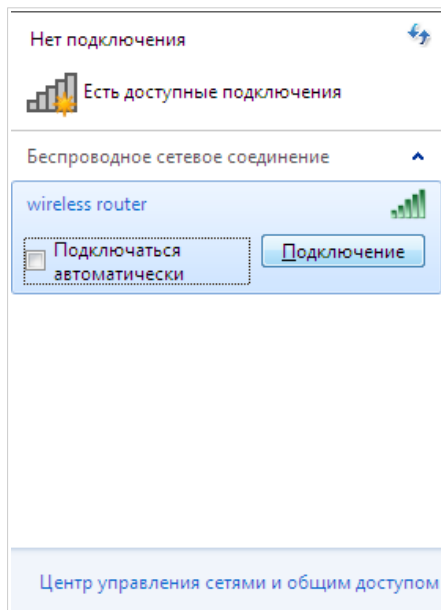 Нет подключения
Есть доступные подключения
Беспроводное сетевое соединение
wireless router
Подключаться
автоматически
Подключение
Центр управления сетями и общим доступом